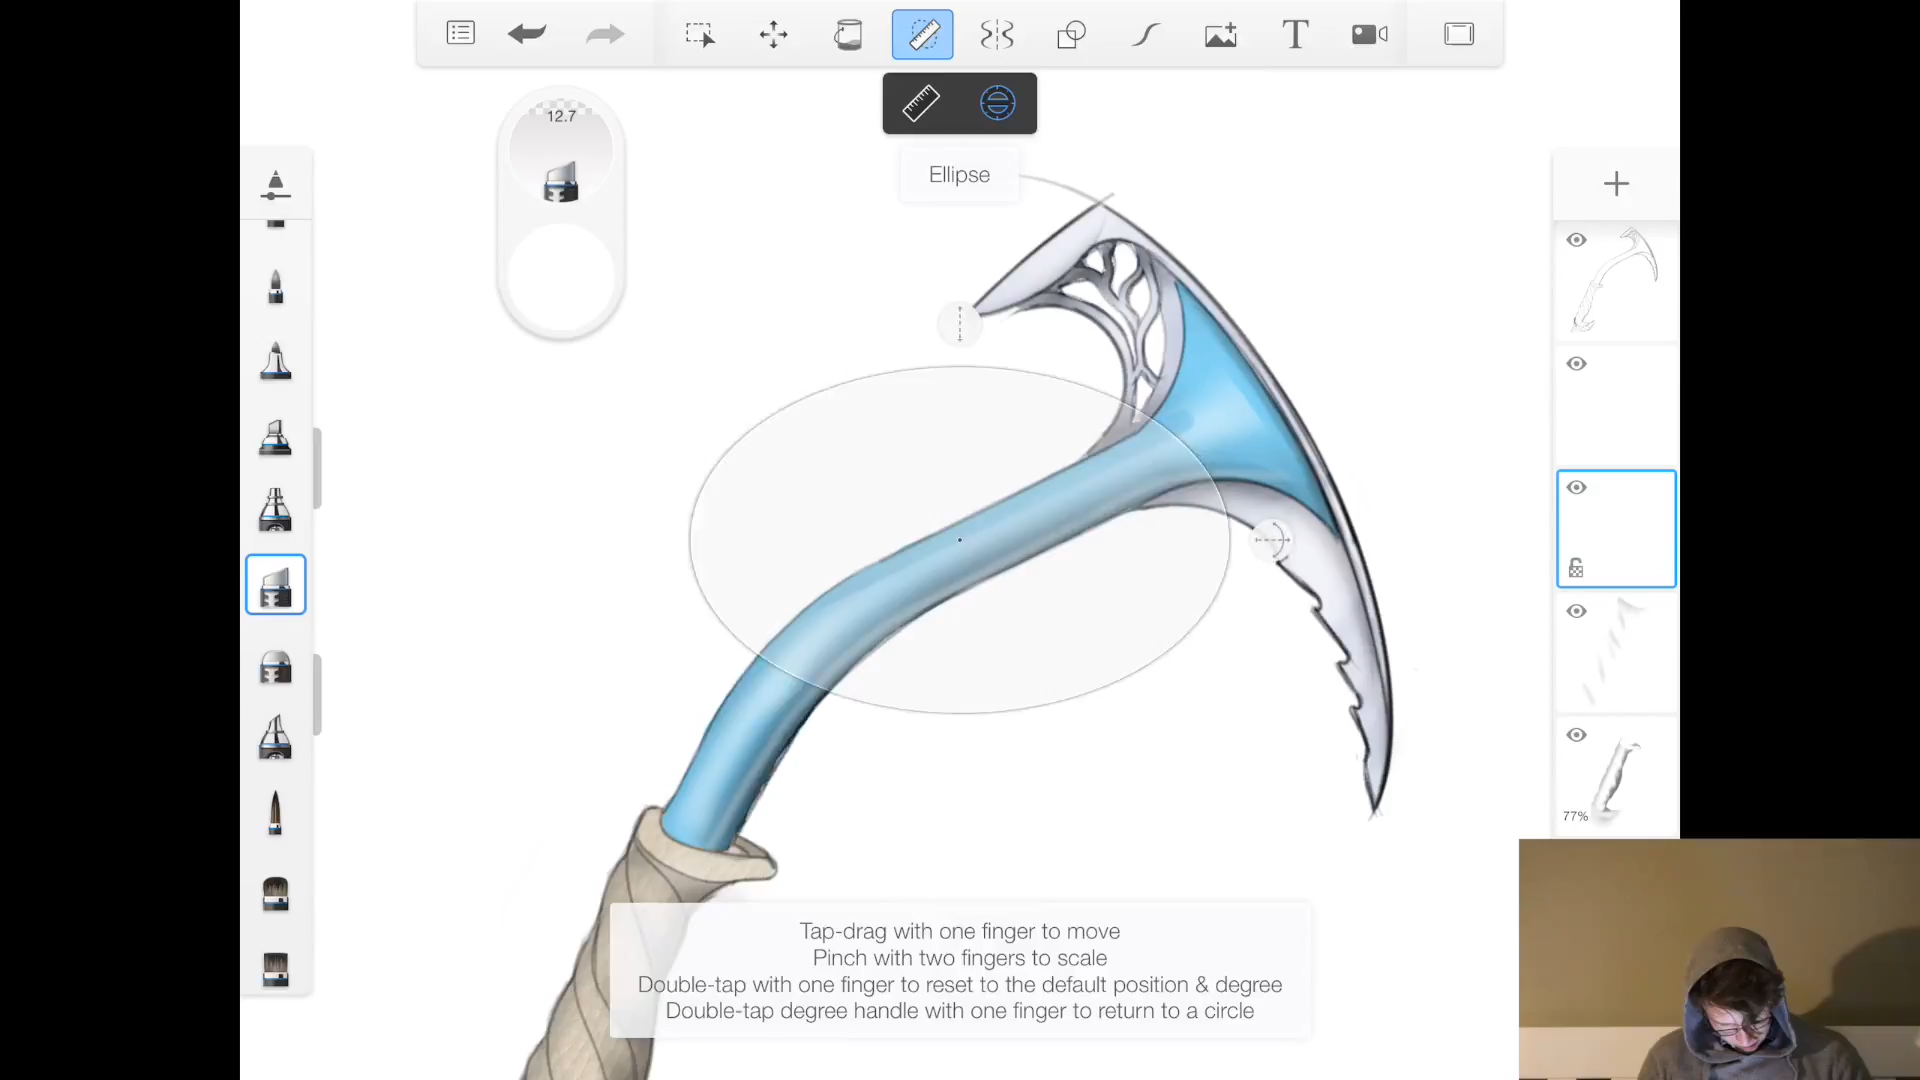 12.7
Ellipse
77%
Tap-drag with one finger to move
Pinch with two fingers to scale
Double-tap with one finger to reset to the default position & degree
Double-tap degree handle with one finger to return to a circle